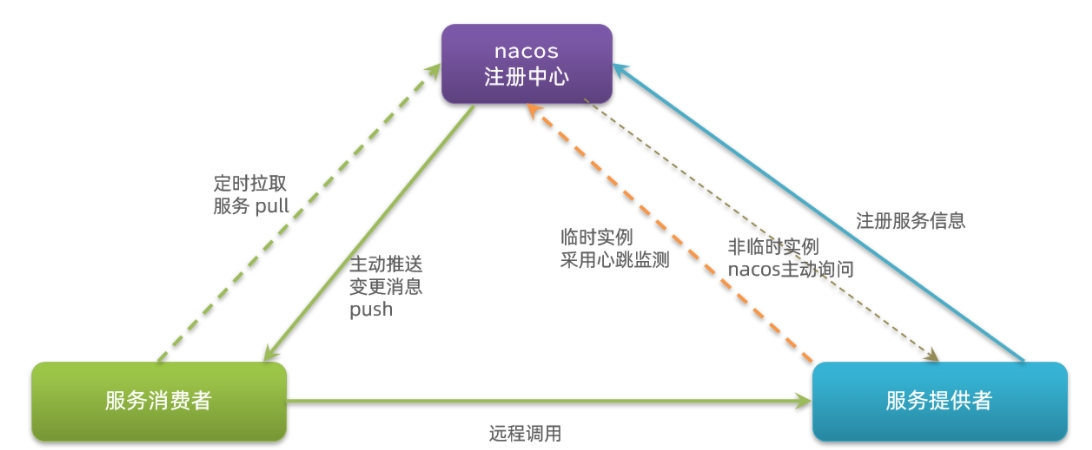 nacos
注册中心
定时拉取
服务 pull
主动推送
变更消息
push
临时实例
采用心跳监测
非临时实例
nacos主动询问
注册服务信息
服务消费者
远程调用
服务提供者